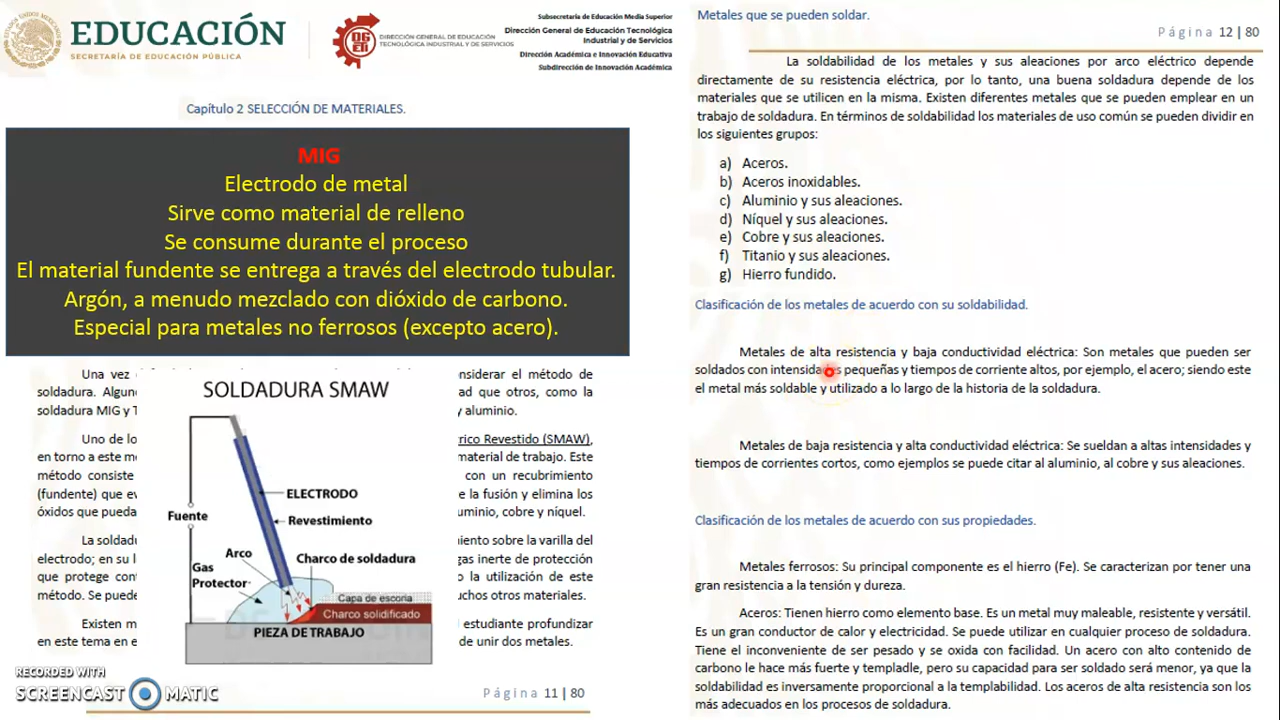 EDUCACIÓN
SECRETARÍA DE EDUCACIÓN PÚBLICA
DIRECCIÓN GENERAL DE EDUCACIÓN
TECNOLÓGICA INDUSTRIAL Y DE SERVICIOS
Subsecretaría de Educación Media Superior
Dirección General de Educación Tecnológica
Industrial y de Servicios
Dirección Académica e Innovación Educativa
Subdirección de Innovación Académica
Capítulo 2 SELECCIÓN DE MATERIALES.
MIG
Electrodo de metal
Sirve como material de relleno
Se consume durante el proceso
El material fundente se entrega a través del electrodo tubular.
Argón, a menudo mezclado con dióxido de carbono.
Especial para metales no ferrosos (excepto acero).
Una vez nsiderar el método de
soldadura. Algun dad que otros, como la
soldadura MIG y T y aluminio.
Uno de lo rico Revestido (SMAW),
en torno a este m material de trabajo. Este
método consiste con un recubrimiento
(fundente) que ev e la fusión y elimina los
óxidos que pueda uminio, cobre y níquel.
La soldad iento sobre la varilla del
electrodo; en su l gas inerte de protección
que protege cont o la utilización de este
método. Se puede uchos otros materiales.
Existen m l estudiante profundizar
en este tema en e de unir dos metales.
SOLDADURA SMAW
ELECTRODO
Fuente
Revestimiento
Arco
Charco de soldadura
Gas
Protector
Capa de escoria
Charco solidificado
PIEZA DE TRABAJO
RECORDED WITH
SCREENCAST MATIC
Página 11 | 80
Metales que se pueden soldar.
Página 12 | 80
La soldabilidad de los metales y sus aleaciones por arco eléctrico depende
directamente de su resistencia eléctrica, por lo tanto, una buena soldadura depende de los
materiales que se utilicen en la misma. Existen diferentes metales que se pueden emplear en un
trabajo de soldadura. En términos de soldabilidad los materiales de uso común se pueden dividir en
los siguientes grupos:
a) Aceros.
b) Aceros inoxidables.
c) Aluminio y sus aleaciones.
d) Níquel y sus aleaciones.
e) Cobre y sus aleaciones.
f) Titanio y sus aleaciones.
g) Hierro fundido.
Clasificación de los metales de acuerdo con su soldabilidad.
Metales de alta resistencia y baja conductividad eléctrica: Son metales que pueden ser
soldados con intensidades pequeñas y tiempos de corriente altos, por ejemplo, el acero; siendo este
el metal más soldable y utilizado a lo largo de la historia de la soldadura.
Metales de baja resistencia y alta conductividad eléctrica: Se sueldan a altas intensidades y
tiempos de corrientes cortos, como ejemplos se puede citar al aluminio, al cobre y sus aleaciones.
Clasificación de los metales de acuerdo con sus propiedades.
Metales ferrosos: Su principal componente es el hierro (Fe). Se caracterizan por tener una
gran resistencia a la tensión y dureza.
Aceros: Tienen hierro como elemento base. Es un metal muy maleable, resistente y versátil.
Es un gran conductor de calor y electricidad. Se puede utilizar en cualquier proceso de soldadura.
Tiene el inconveniente de ser pesado y se oxida con facilidad. Un acero con alto contenido de
carbono le hace más fuerte y templadle, pero su capacidad para ser soldado será menor, ya que la
soldabilidad es inversamente proporcional a la templabilidad. Los aceros de alta resistencia son los
más adecuados en los procesos de soldadura.